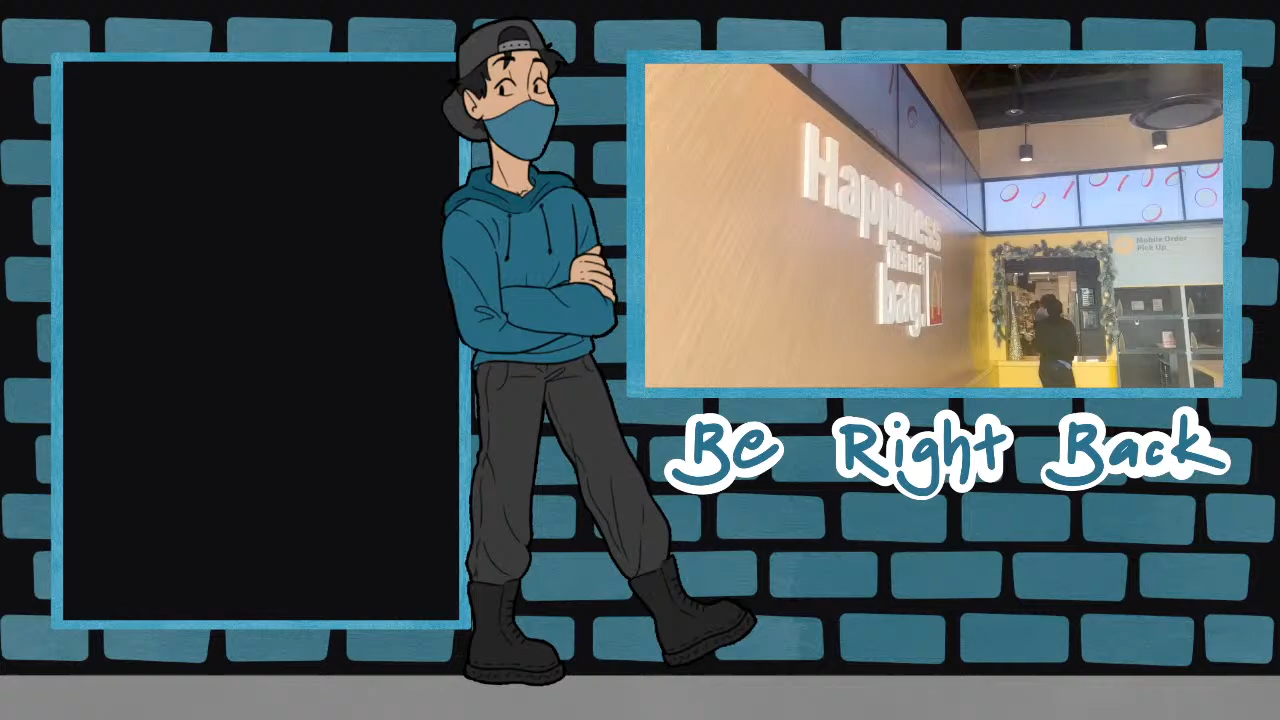 Happiness
fits in a
bag.
Mobile Order
Pick Up
Be Right Back